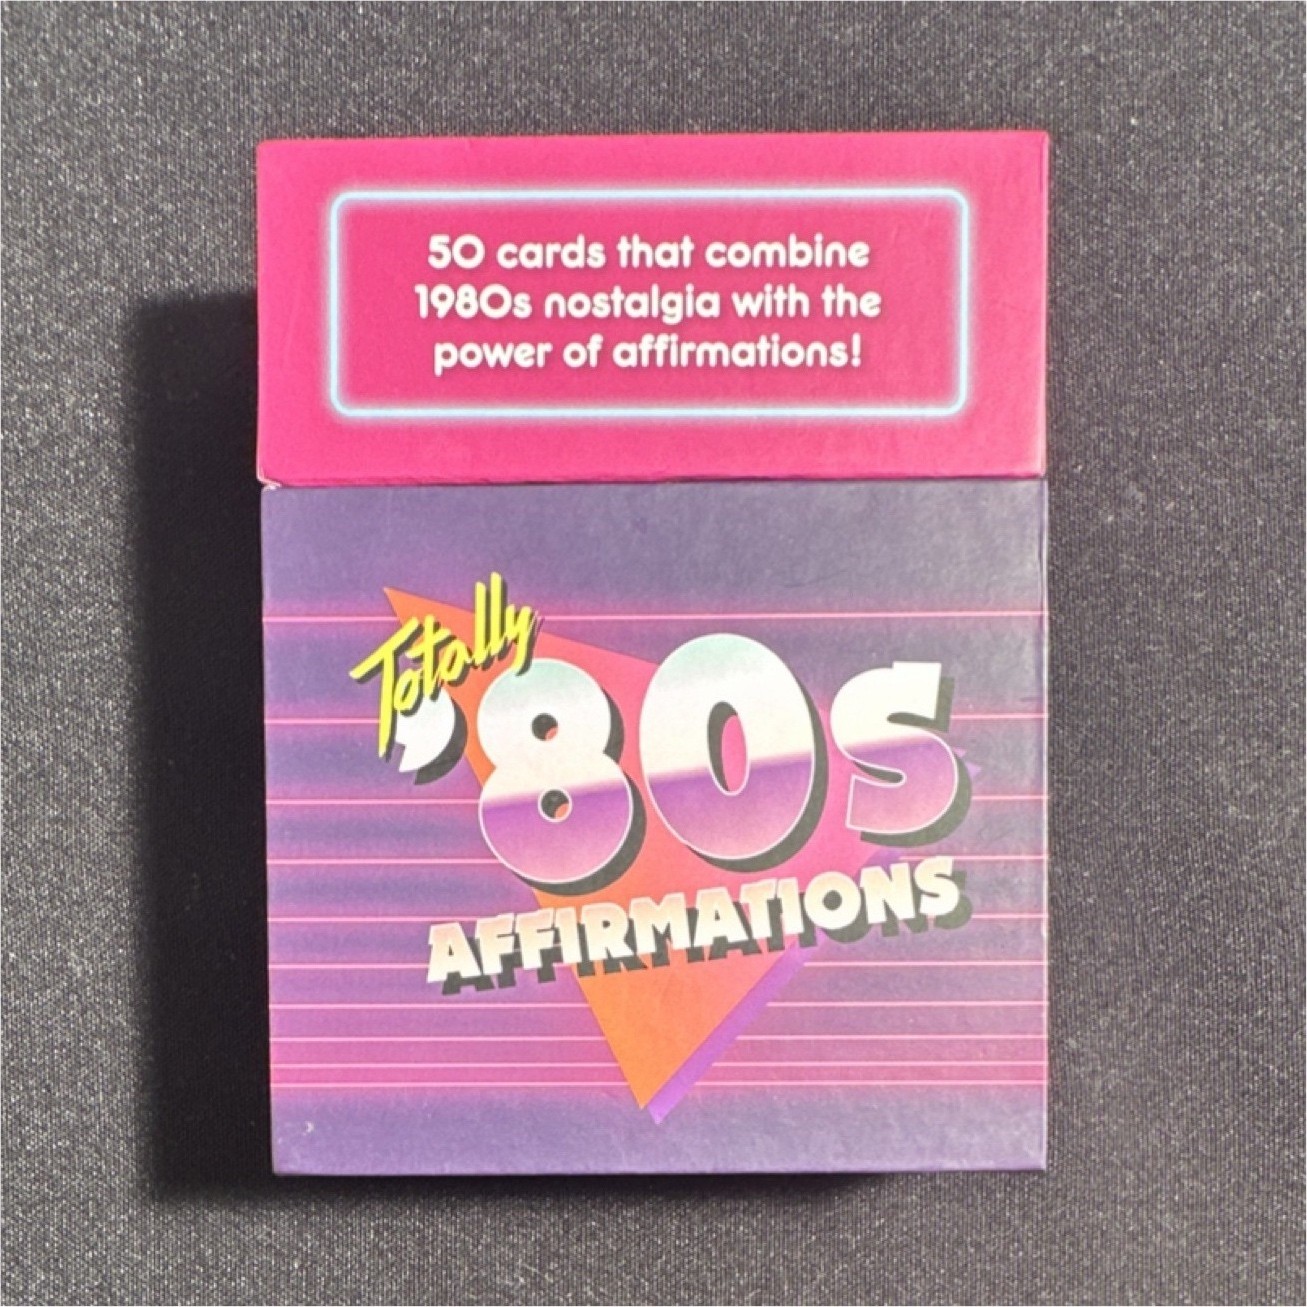 50 cards that combine
1980s nostalgia with the
power of affirmations!
Totally
’80s
AFFIRMATIONS